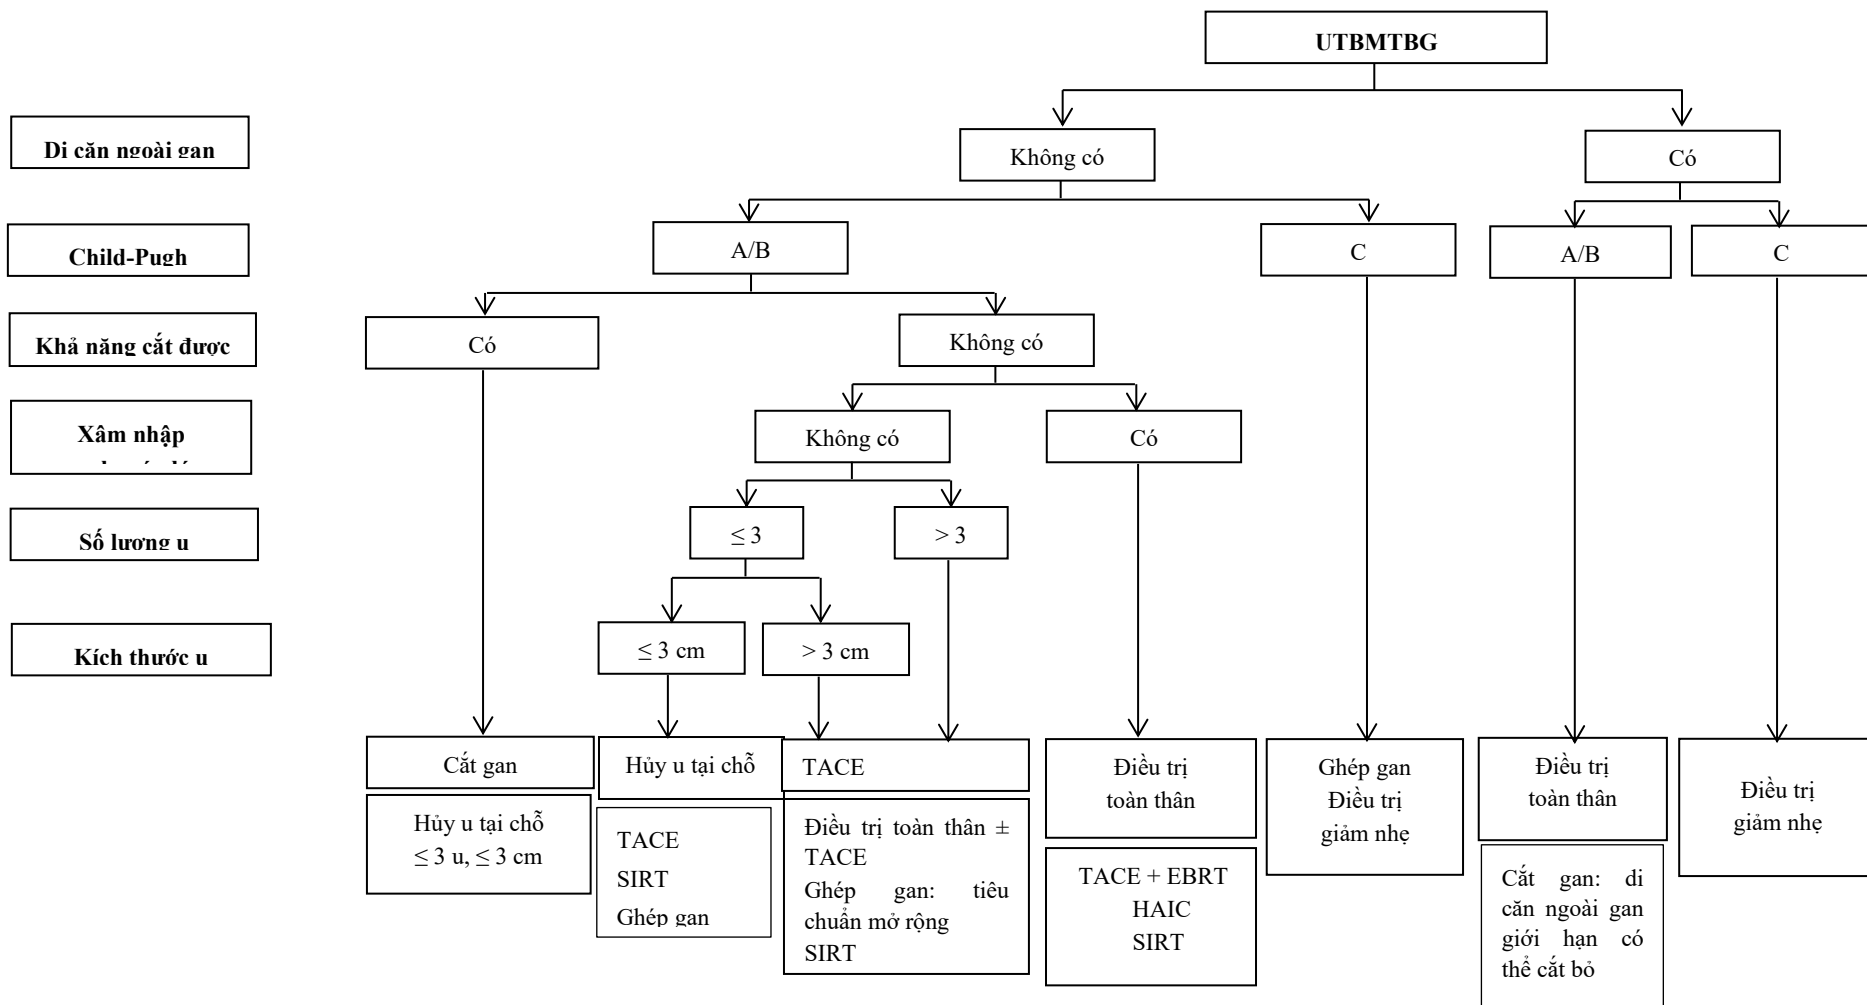 UTBMTBG
Di căn ngoài gan
Không có
Có
Child-Pugh
A/B
C
A/B
C
Khả năng cắt được
Có
Không có
Xâm nhập
Không có
Có
Số lượng u
≤ 3
> 3
Kích thước u
≤ 3 cm
> 3 cm
Cắt gan
Hủy u tại chỗ
≤ 3 u, ≤ 3 cm
Hủy u tại chỗ
TACE
SIRT
Ghép gan
TACE
Điều trị toàn thân ±
TACE
Ghép gan: tiêu
chuẩn mở rộng
SIRT
Điều trị
toàn thân
TACE + EBRT
HAIC
SIRT
Ghép gan
Điều trị
giảm nhẹ
Điều trị
toàn thân
Cắt gan: di
căn ngoài gan
giới hạn có
thể cắt bỏ
Điều trị
giảm nhẹ